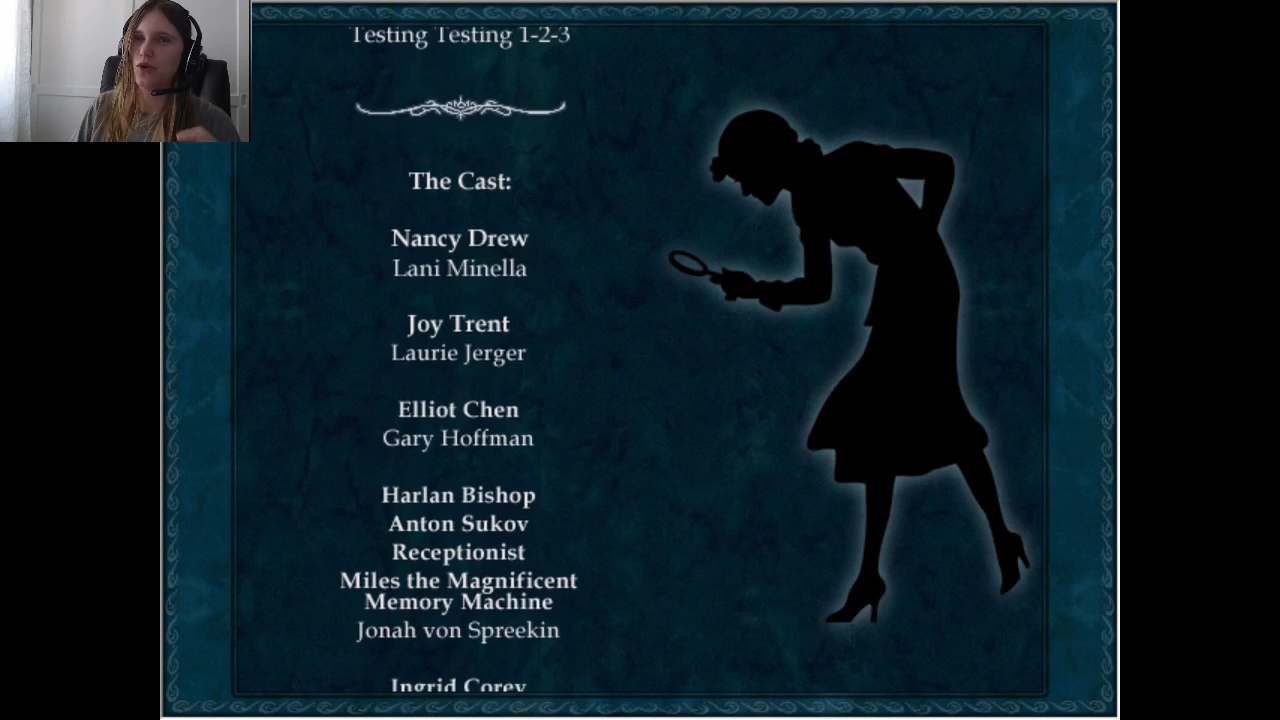 Testing Testing 1-2-3
The Cast:
Nancy Drew
Lani Minella
Joy Trent
Laurie Jerger
Elliot Chen
Gary Hoffman
Harlan Bishop
Anton Sukov
Receptionist
Miles the Magnificent
Memory Machine
Jonah von Spreekin
Ingrid Corey